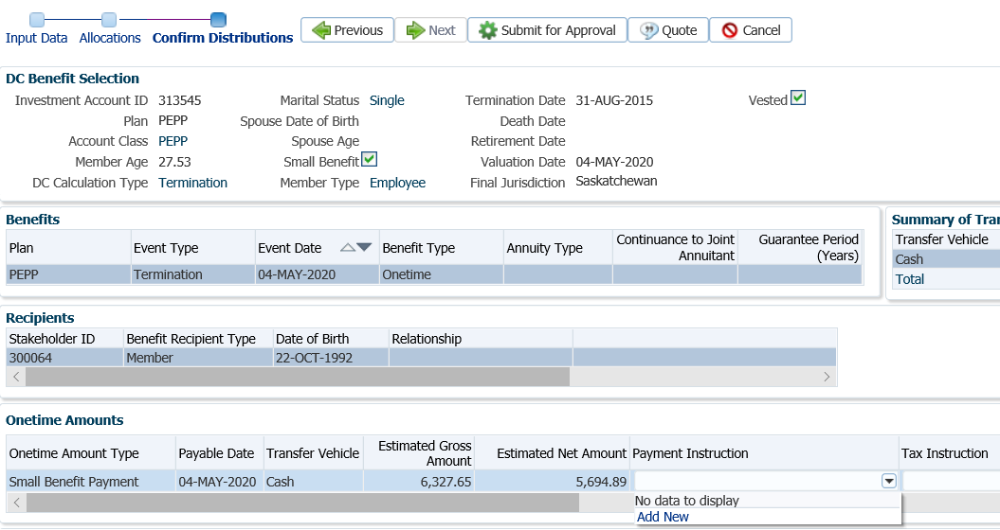 Input Data Allocations Confirm Distributions Previous Next Submit for Approval Quote Cancel
DC Benefit Selection
Investment Account ID 313545 Marital Status Single Termination Date 31-AUG-2015 Vested
Plan PEPP Spouse Date of Birth Death Date
Account Class PEPP Spouse Age Retirement Date
Member Age 27.53 Small Benefit Valuation Date 04-MAY-2020
DC Calculation Type Termination Member Type Employee Final Jurisdiction Saskatchewan
Benefits
Plan Event Type Event Date Benefit Type Annuity Type Continuance to Joint Annuitant Guarantee Period (Years)
PEPP Termination 04-MAY-2020 Onetime
Summary of Tran
Transfer Vehicle
Cash
Total
Recipients
Stakeholder ID Benefit Recipient Type Date of Birth Relationship
300064 Member 22-OCT-1992
Onetime Amounts
Onetime Amount Type Payable Date Transfer Vehicle Estimated Gross Amount Estimated Net Amount Payment Instruction Tax Instruction
Small Benefit Payment 04-MAY-2020 Cash 6,327.65 5,694.89
No data to display
Add New